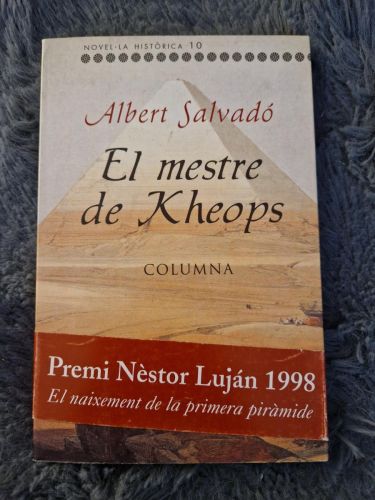 NOVEL·LA HISTÒRICA 10
Albert Salvadó
El mestre
de Kheops
COLUMNA
Premi Nèstor Luján 1998
El naixement de la primera piràmide